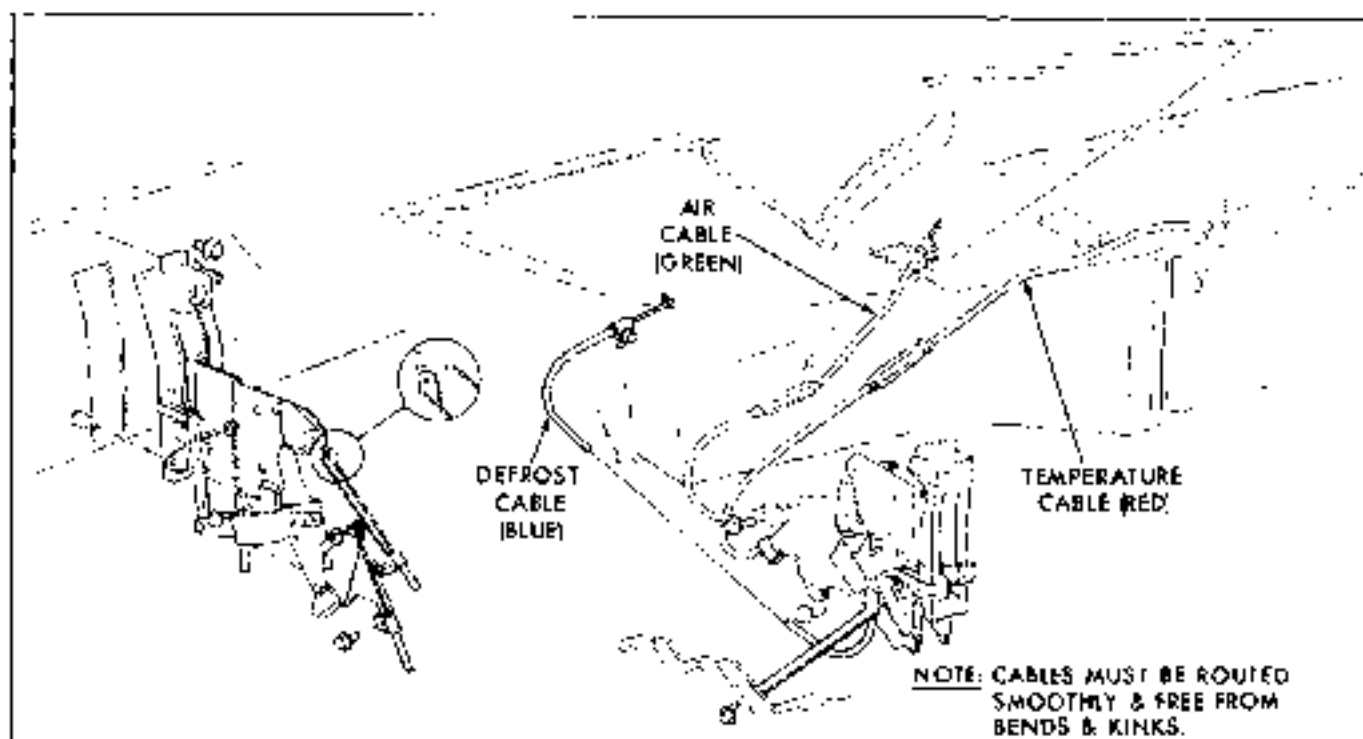 AIR
CABLE
(GREEN)
DEFROST
CABLE
(BLUE)
TEMPERATURE
CABLE (RED)
NOTE: CABLES MUST BE ROUTED
SMOOTHLY & FREE FROM
BENDS & KINKS.